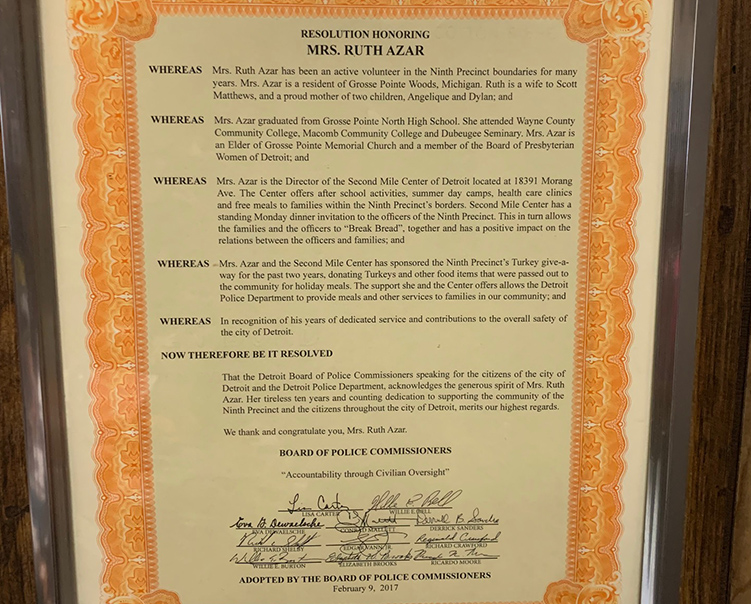 RESOLUTION HONORING
MRS. RUTH AZAR
WHEREAS Mrs. Ruth Azar has been an active volunteer in the Ninth Precinct boundaries for many
years. Mrs. Azar is a resident of Grosse Pointe Woods, Michigan. Ruth is a wife to Scott
Matthews, and a proud mother of two children, Angelique and Dylan; and
WHEREAS Mrs. Azar graduated from Grosse Pointe North High School. She attended Wayne County
Community College, Macomb Community College and Dubeugee Seminary. Mrs. Azar is
an Elder of Grosse Pointe Memorial Church and a member of the Board of Presbyterian
Women of Detroit; and
WHEREAS Mrs. Azar is the Director of the Second Mile Center of Detroit located at 18391 Morang
Ave. The Center offers after school activities, summer day camps, health care clinics
and free meals to families within the Ninth Precinct's borders. Second Mile Center has a
standing Monday dinner invitation to the officers of the Ninth Precinct. This in turn allows
the families and the officers to "Break Bread", together and has a positive impact on the
relations between the officers and families; and
WHEREAS Mrs. Azar and the Second Mile Center has sponsored the Ninth Precinct's Turkey give-a-
way for the past two years, donating Turkeys and other food items that were passed out to
the community for holiday meals. The support she and the Center offers allows the Detroit
Police Department to provide meals and other services to families in our community; and
WHEREAS In recognition of his years of dedicated service and contributions to the overall safety of
the city of Detroit.
NOW THEREFORE BE IT RESOLVED
That the Detroit Board of Police Commissioners speaking for the citizens of the city of
Detroit and the Detroit Police Department, acknowledges the generous spirit of Mrs. Ruth
Azar. Her tireless ten years and counting dedication to supporting the community of the
Ninth Precinct and the citizens throughout the city of Detroit, merits our highest regards.
We thank and congratulate you, Mrs. Ruth Azar.
BOARD OF POLICE COMMISSIONERS
"Accountability through Civilian Oversight"
LISA CARTER WILLIE E. BELL
EVA DEWAELSCHE CONRAD MALLETT DERRICK SANDERS
RICHARD SHELBY EDGAR VANN JR RICHARD CRAWFORD
WILLIE E. BURTON ELIZABETH BROOKS RICARDO MOORE
ADOPTED BY THE BOARD OF POLICE COMMISSIONERS
February 9, 2017